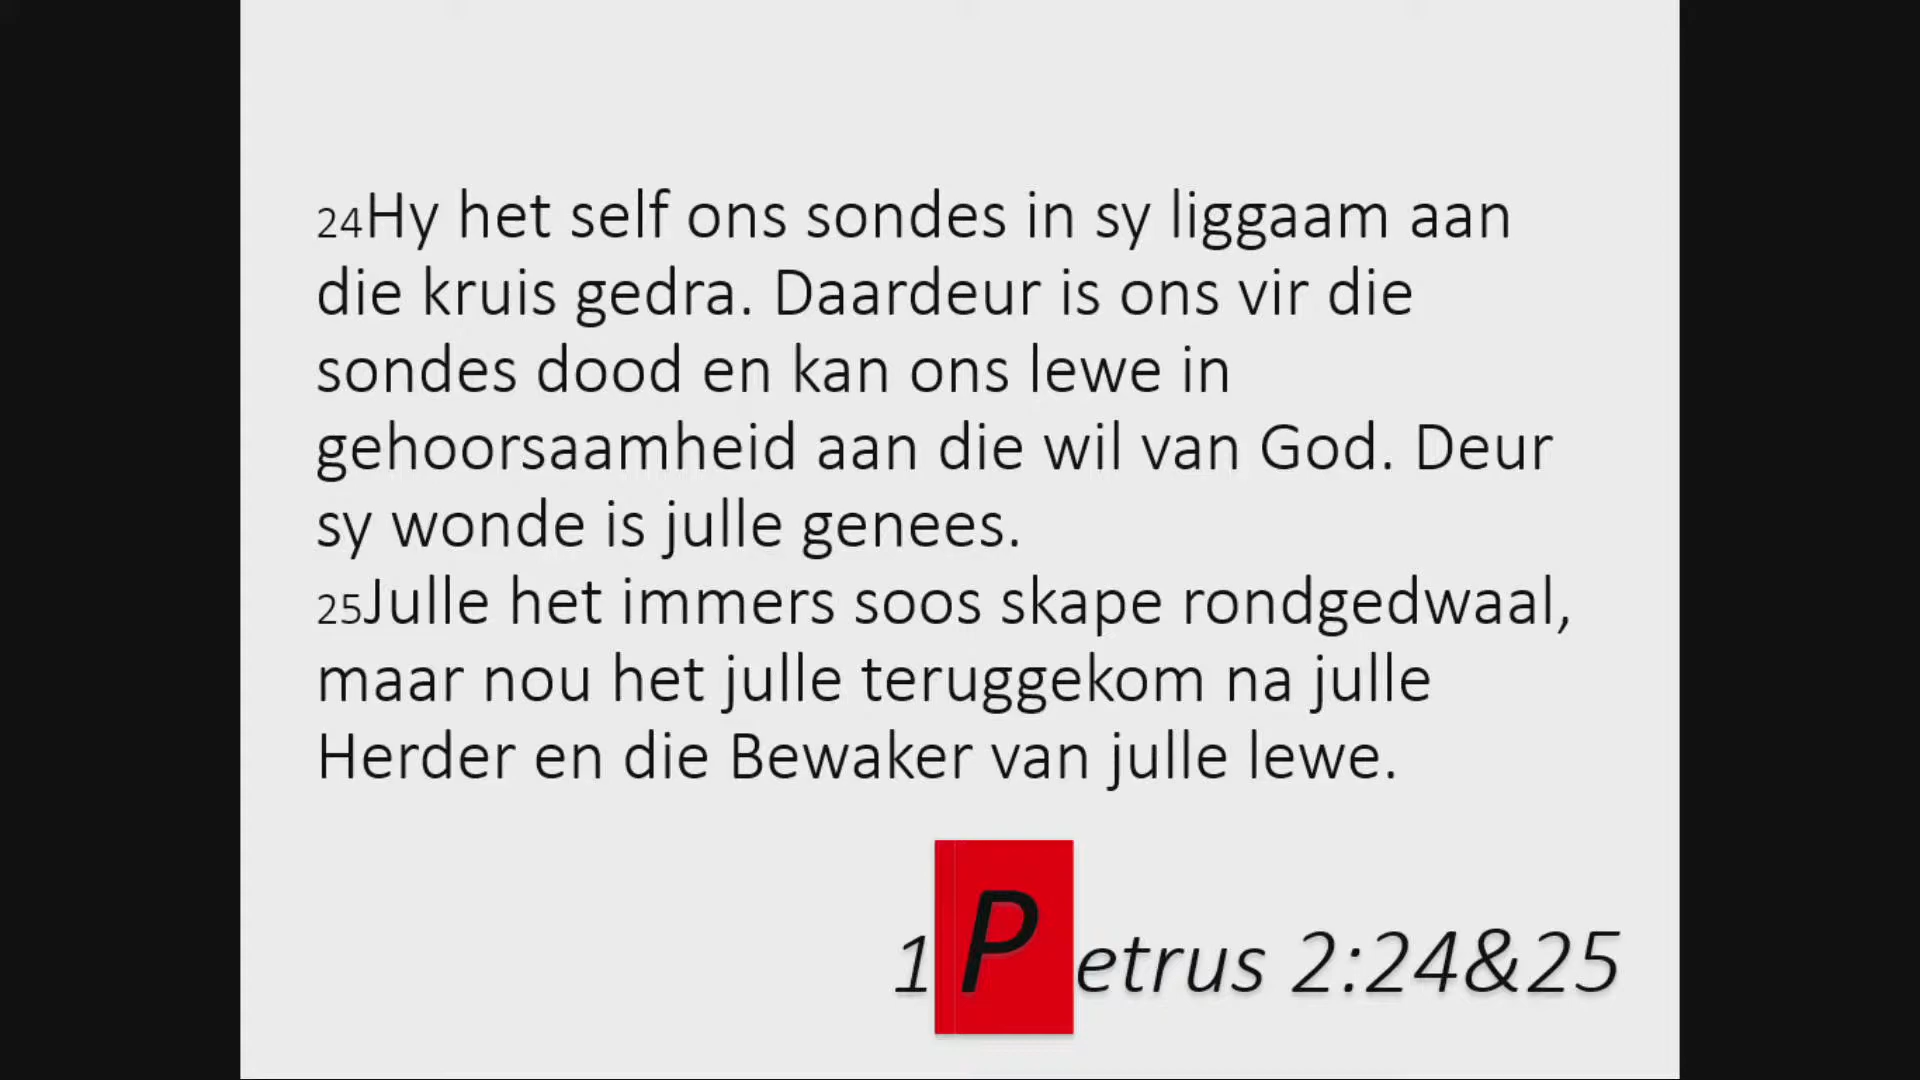 24Hy het self ons sondes in sy liggaam aan
die kruis gedra. Daardeur is ons vir die
sondes dood en kan ons lewe in
gehoorsaamheid aan die wil van God. Deur
sy wonde is julle genees.
25Julle het immers soos skape rondgedwaal,
maar nou het julle teruggekom na julle
Herder en die Bewaker van julle lewe.
1 Petrus 2:24&25